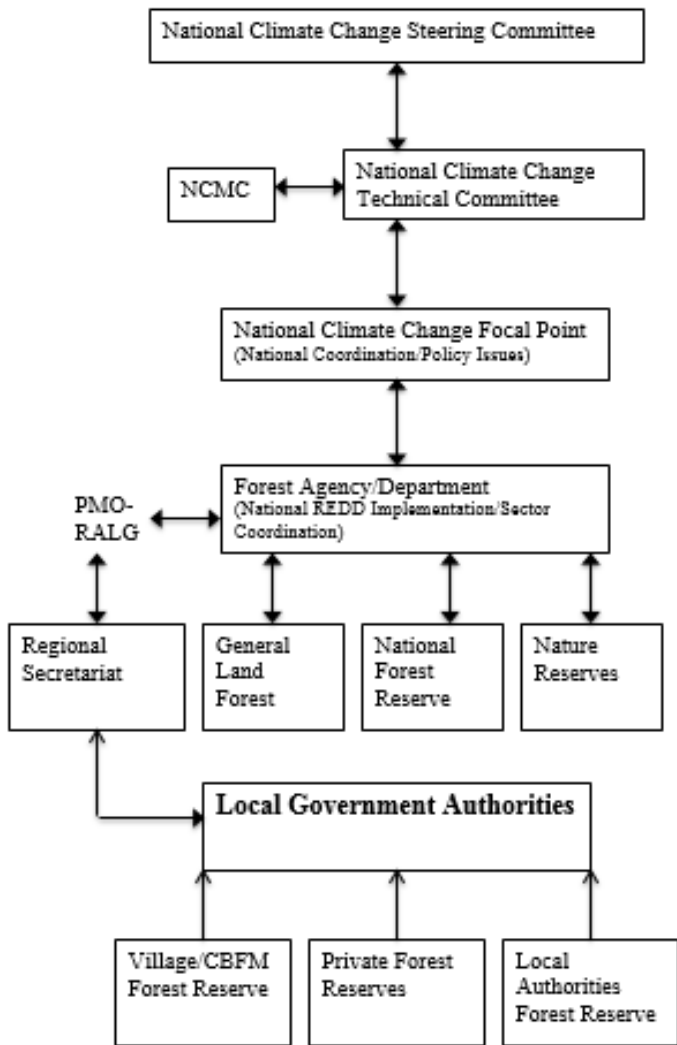 National Climate Change Steering Committee
NCMC
National Climate Change
Technical Committee
National Climate Change Focal Point
(National Coordination/Policy Issues)
PMO-
RALG
Forest Agency/Department
(National REDD Implementation/Sector
Coordination)
Regional
Secretariat
General
Land
Forest
National
Forest
Reserve
Nature
Reserves
Local Government Authorities
Village/CBFM
Forest Reserve
Private Forest
Reserves
Local
Authorities
Forest Reserve